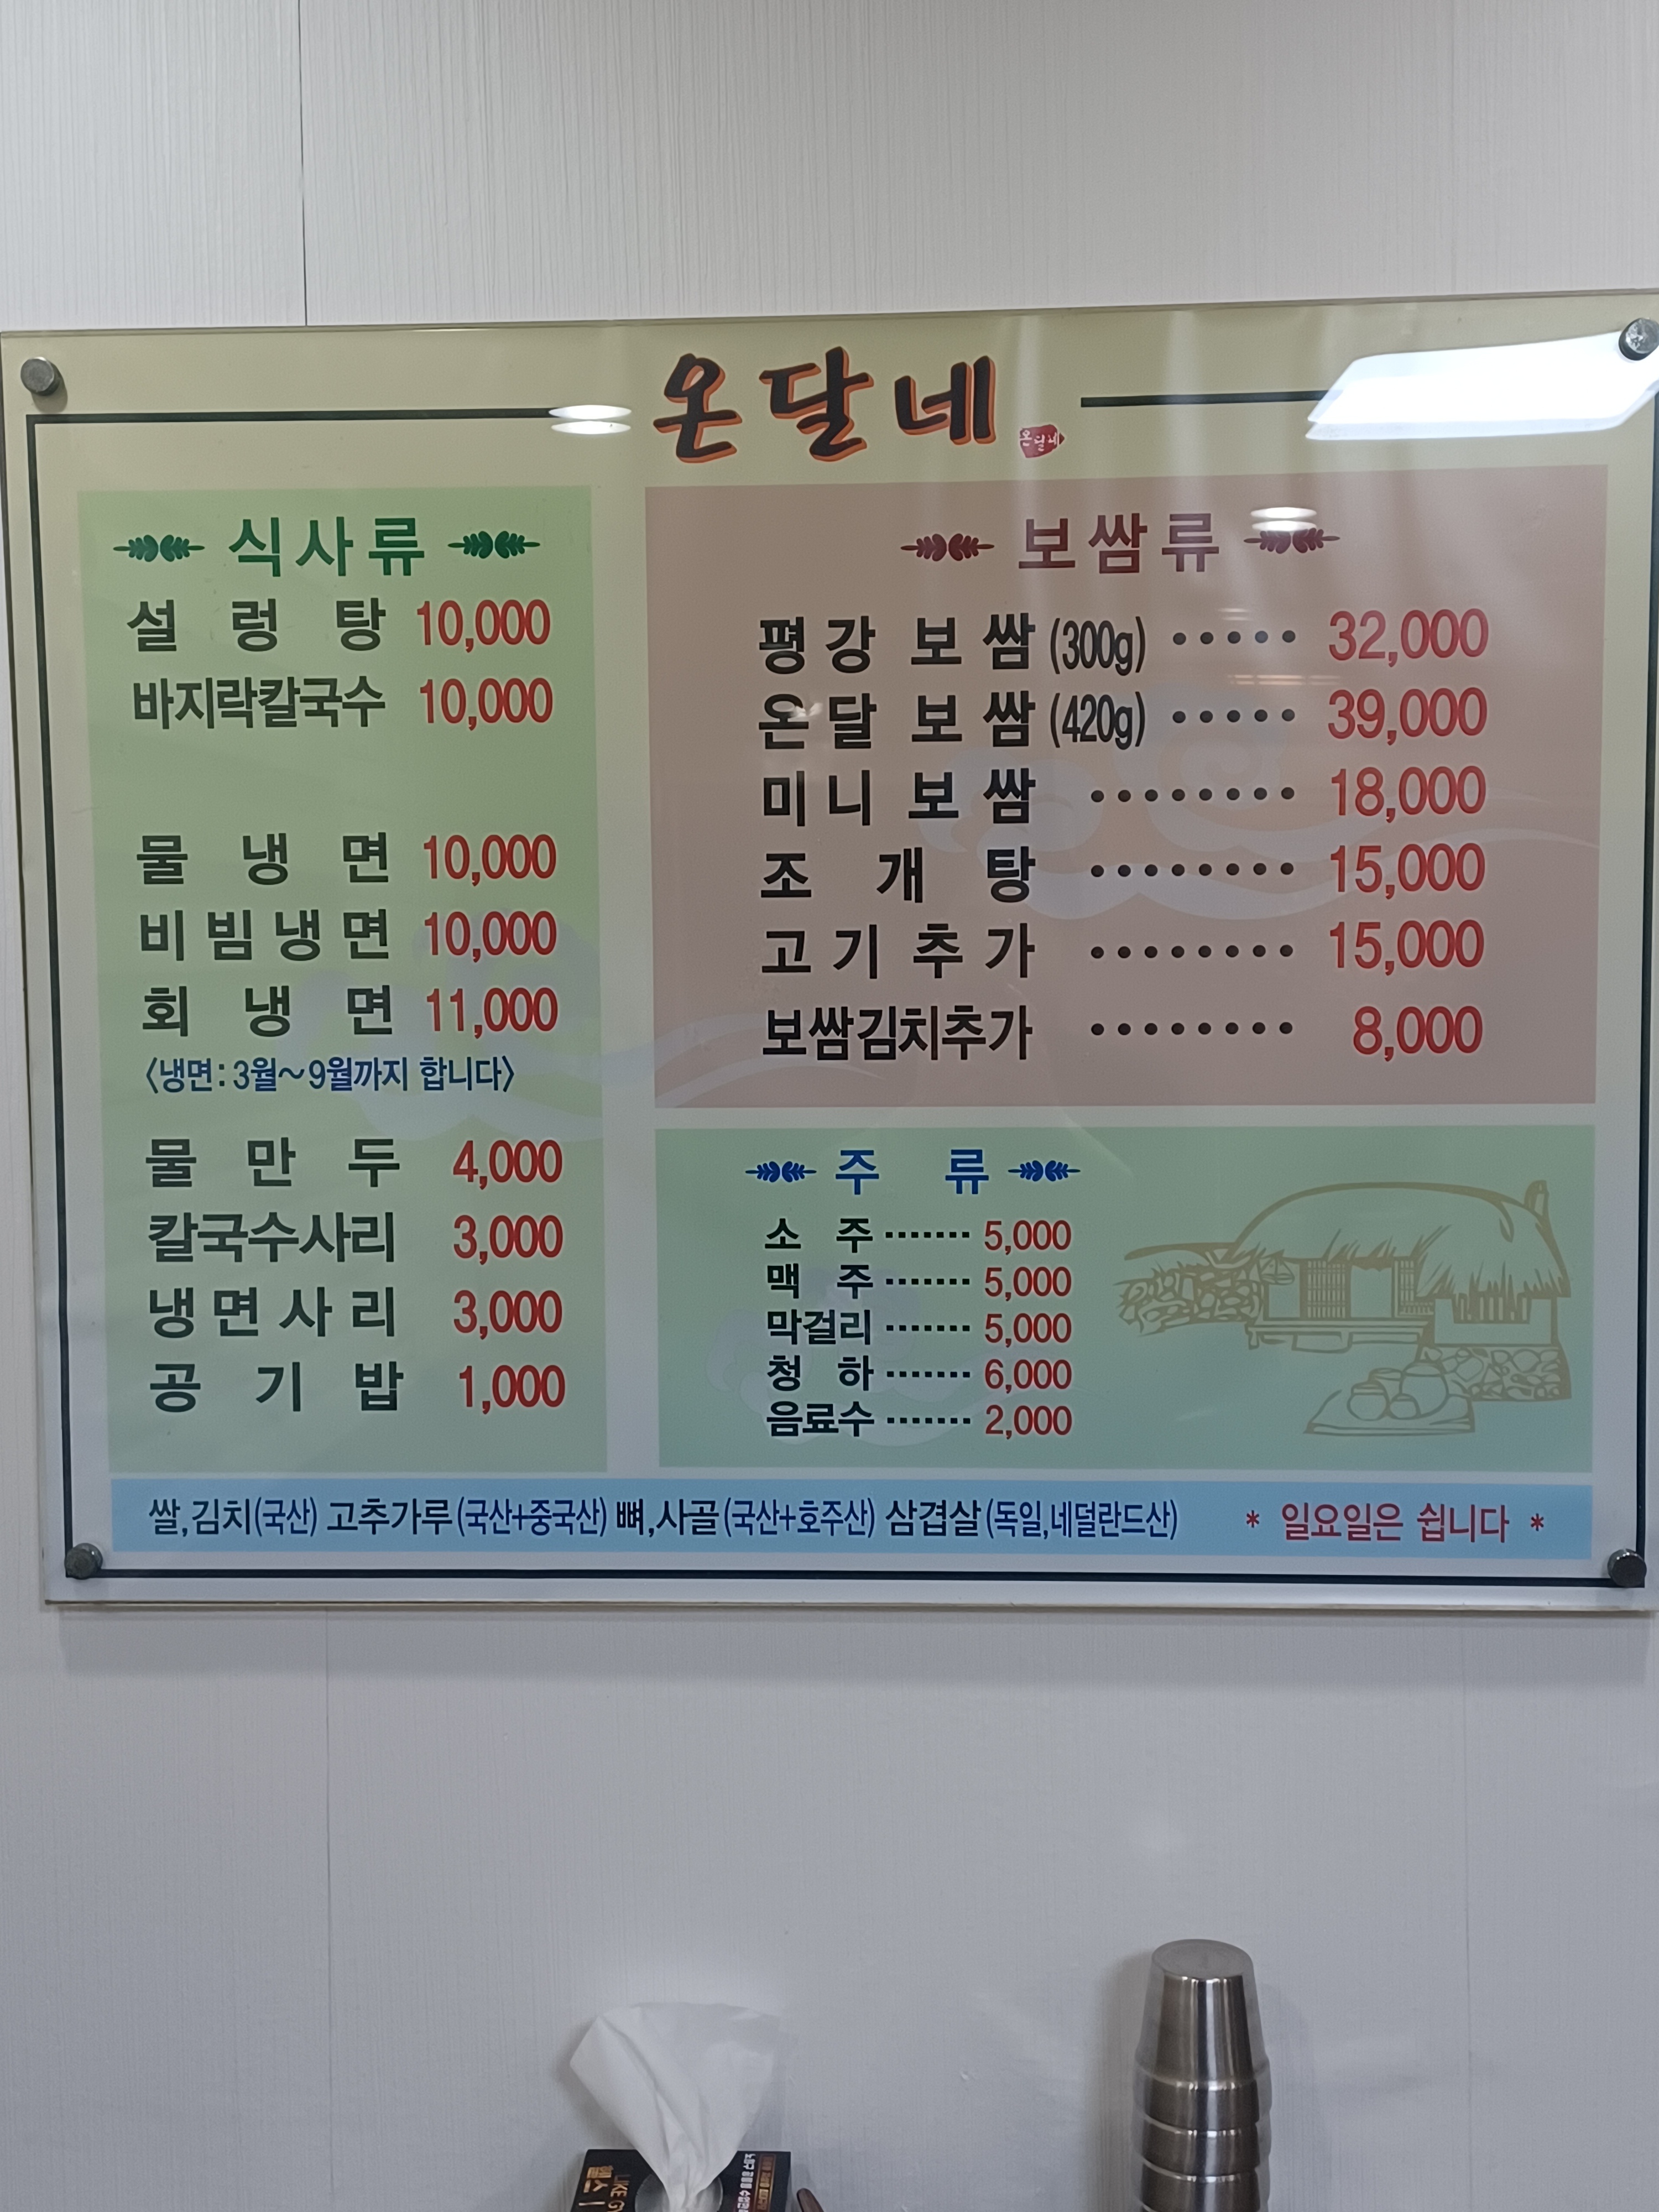 온달네
온달네
식사류
설렁탕 10,000
바지락칼국수 10,000
물냉면 10,000
비빔냉면 10,000
회냉면 11,000
〈냉면:3월~9월까지 합니다〉
물만두 4,000
칼국수사리 3,000
냉면사리 3,000
공기밥 1,000
보쌈류
평강보쌈(300g) ····· 32,000
온달보쌈(420g) ····· 39,000
미니보쌈 ········ 18,000
조개탕 ········ 15,000
고기추가 ········ 15,000
보쌈김치추가 ········ 8,000
주류
소주 ······· 5,000
맥주 ······· 5,000
막걸리 ······· 5,000
청하 ······· 6,000
음료수 ······· 2,000
쌀,김치(국산) 고추가루(국산+중국산) 뼈,사골(국산+호주산) 삼겹살(독일,네덜란드산) * 일요일은 쉽니다 *